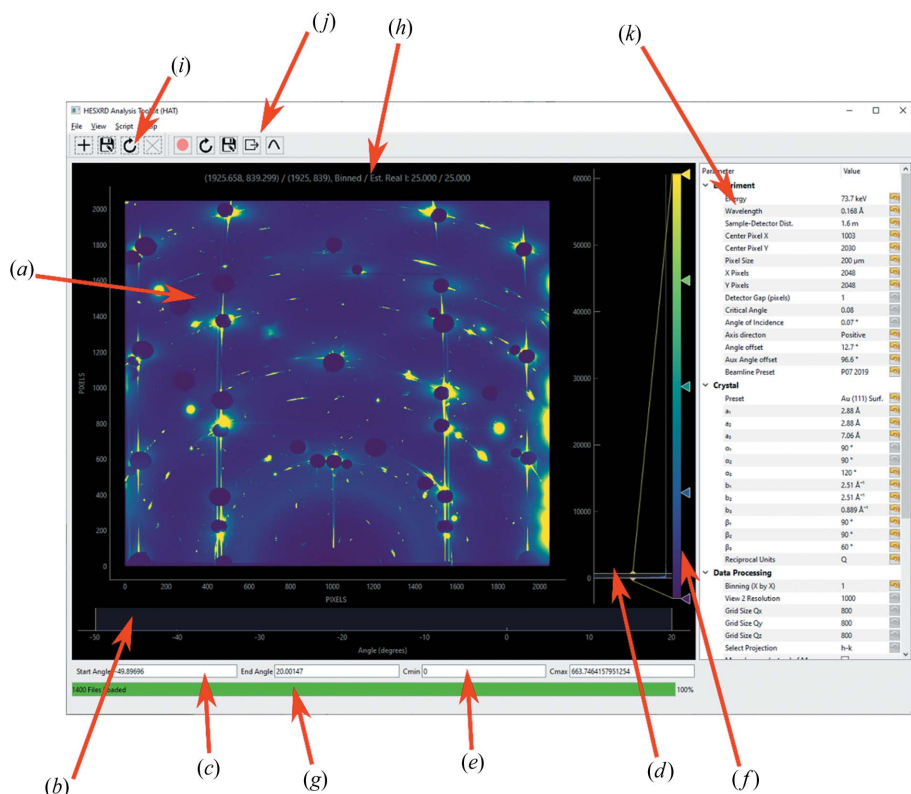 (j)
(h)
(k)
(i)
HESXRD Analysis Toolkit (HAT)
File View Script
(1925.658, 839.299) / (1925, 839), Binned / Est. Real I: 25.000 / 25.000
(a)
PIXELS
2000
1800
1600
1400
1200
1000
800
600
400
200
0
0 200 400 600 800 1000 1200 1400 1600 1800 2000
PIXELS
60000
50000
40000
30000
20000
10000
0
-50 -40 -30 -20 -10 0 10 20
Angle (degrees)
Parameter Value
Experiment
Energy 73.7 keV
Wavelength 0.168 Å
Sample-Detector Dist. 1.6 m
Center Pixel X 1003
Center Pixel Y 2030
Pixel Size 200 μm
X Pixels 2048
Y Pixels 2048
Detector Gap (pixels) 1
Critical Angle 0.08
Angle of Incidence 0.07 °
Axis directon Positive
Angle offset 12.7 °
Aux Angle offset 96.6 °
Beamline Preset P07 2019
Crystal
Preset Au (111) Surf.
a₁ 2.88 Å
a₂ 2.88 Å
a₃ 7.06 Å
α₁ 90 °
α₂ 90 °
α₃ 120 °
b₁ 2.51 Å⁻¹
b₂ 2.51 Å⁻¹
b₃ 0.889 Å⁻¹
β₁ 90 °
β₂ 90 °
β₃ 60 °
Reciprocal Units Q
Data Processing
Binning (X by X) 1
View 2 Resolution 1000
Grid Size Qx 800
Grid Size Qy 800
Grid Size Qz 800
Select Projection h-k
Start Angle -49.89696 End Angle 20.00147 Cmin 0 Cmax 663.7464157951254
1400 Files Loaded 100%
(b)
(c)
(g)
(e)
(d)
(f)